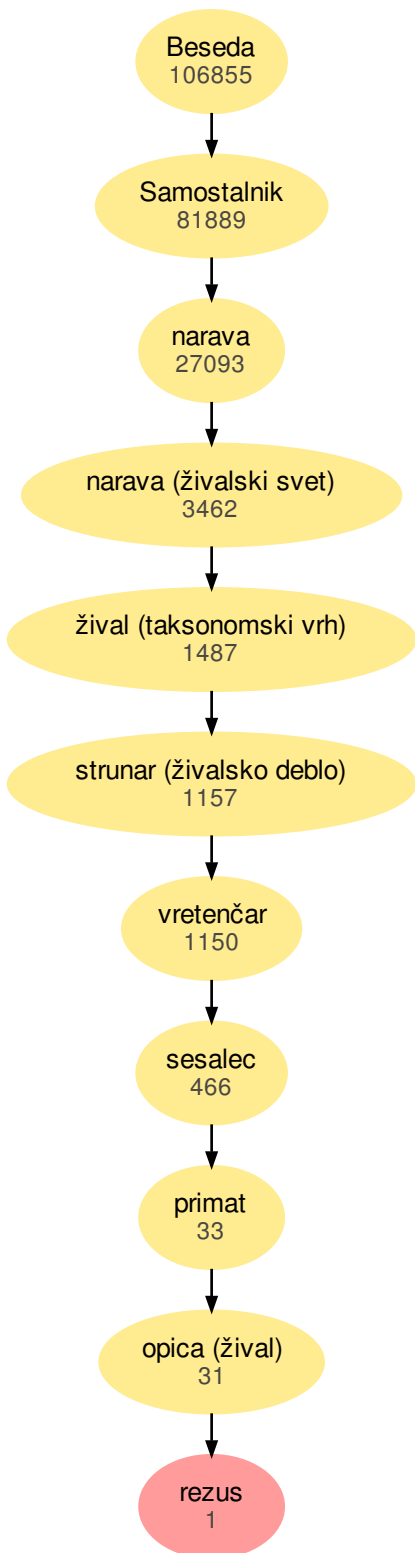 Beseda
106855
Samostalnik
81889
narava
27093
narava (živalski svet)
3462
žival (taksonomski vrh)
1487
strunar (živalsko deblo)
1157
vretenčar
1150
sesalec
466
primat
33
opica (žival)
31
rezus
1